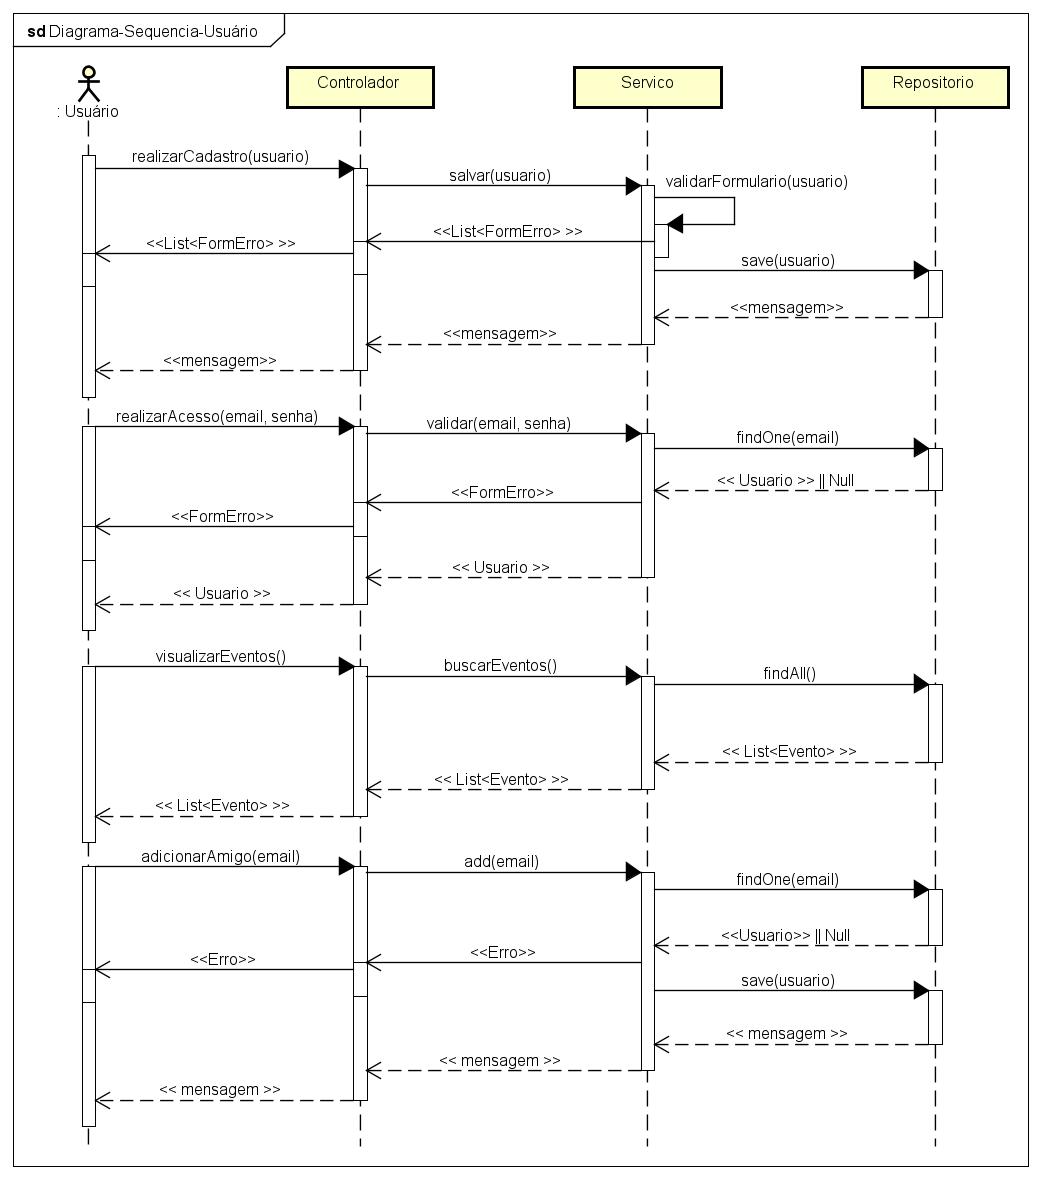 sd Diagrama-Sequencia-Usuário
: Usuário
Controlador
Servico
Repositorio
realizarCadastro(usuario)
salvar(usuario)
validarFormulario(usuario)
<<List<FormErro> >>
<<List<FormErro> >>
save(usuario)
<<mensagem>>
<<mensagem>>
<<mensagem>>
realizarAcesso(email, senha)
validar(email, senha)
findOne(email)
<< Usuario >> || Null
<<FormErro>>
<<FormErro>>
<< Usuario >>
<< Usuario >>
visualizarEventos()
buscarEventos()
findAll()
<< List<Evento> >>
<< List<Evento> >>
<< List<Evento> >>
adicionarAmigo(email)
add(email)
findOne(email)
<<Usuario>> || Null
<<Erro>>
<<Erro>>
save(usuario)
<< mensagem >>
<< mensagem >>
<< mensagem >>